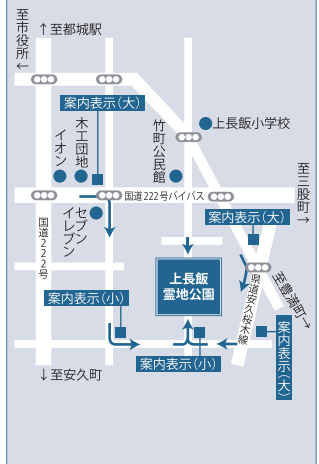 至市役所←
↑至都城駅
案内表示(大)
木工団地
イオン
竹町公民館
上長飯小学校
至三股町→
国道222号バイパス
セブン
イレブン
国道222号
案内表示(大)
上長飯
霊地公園
県道安久桜木線
至豊満町→
案内表示(小)
案内表示(小)
案内表示(大)
↓至安久町